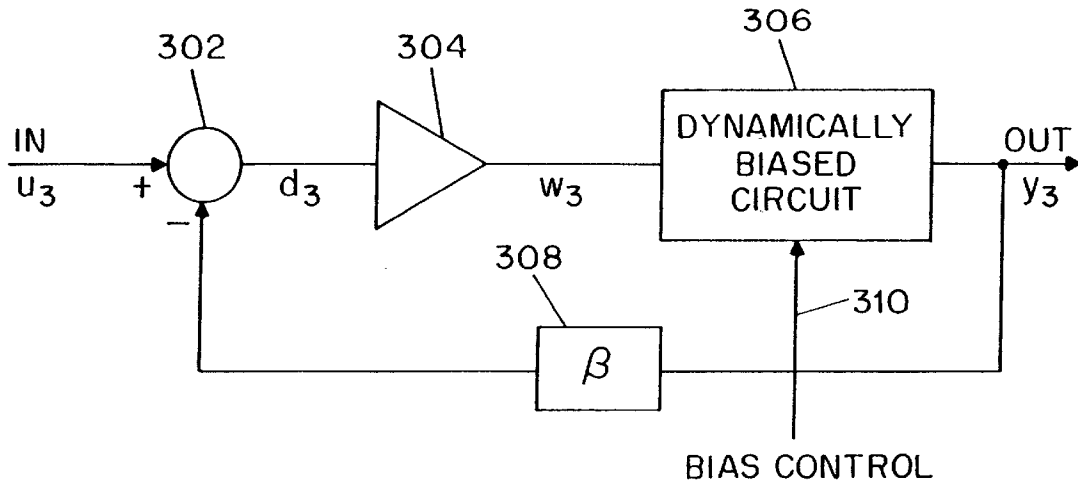 302
304
306
IN
u3
+
−
d3
w3
DYNAMICALLY
BIASED
CIRCUIT
OUT
y3
308
β
310
BIAS CONTROL